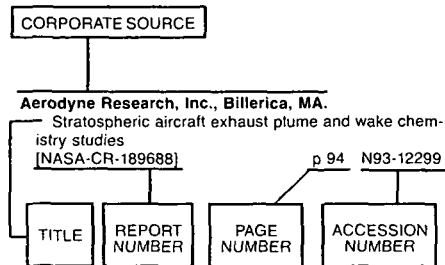 CORPORATE SOURCE
Aerodyne Research, Inc., Billerica, MA.
Stratospheric aircraft exhaust plume and wake chem-
istry studies
[NASA-CR-189688] p 94 N93-12299
TITLE REPORT NUMBER PAGE NUMBER ACCESSION NUMBER